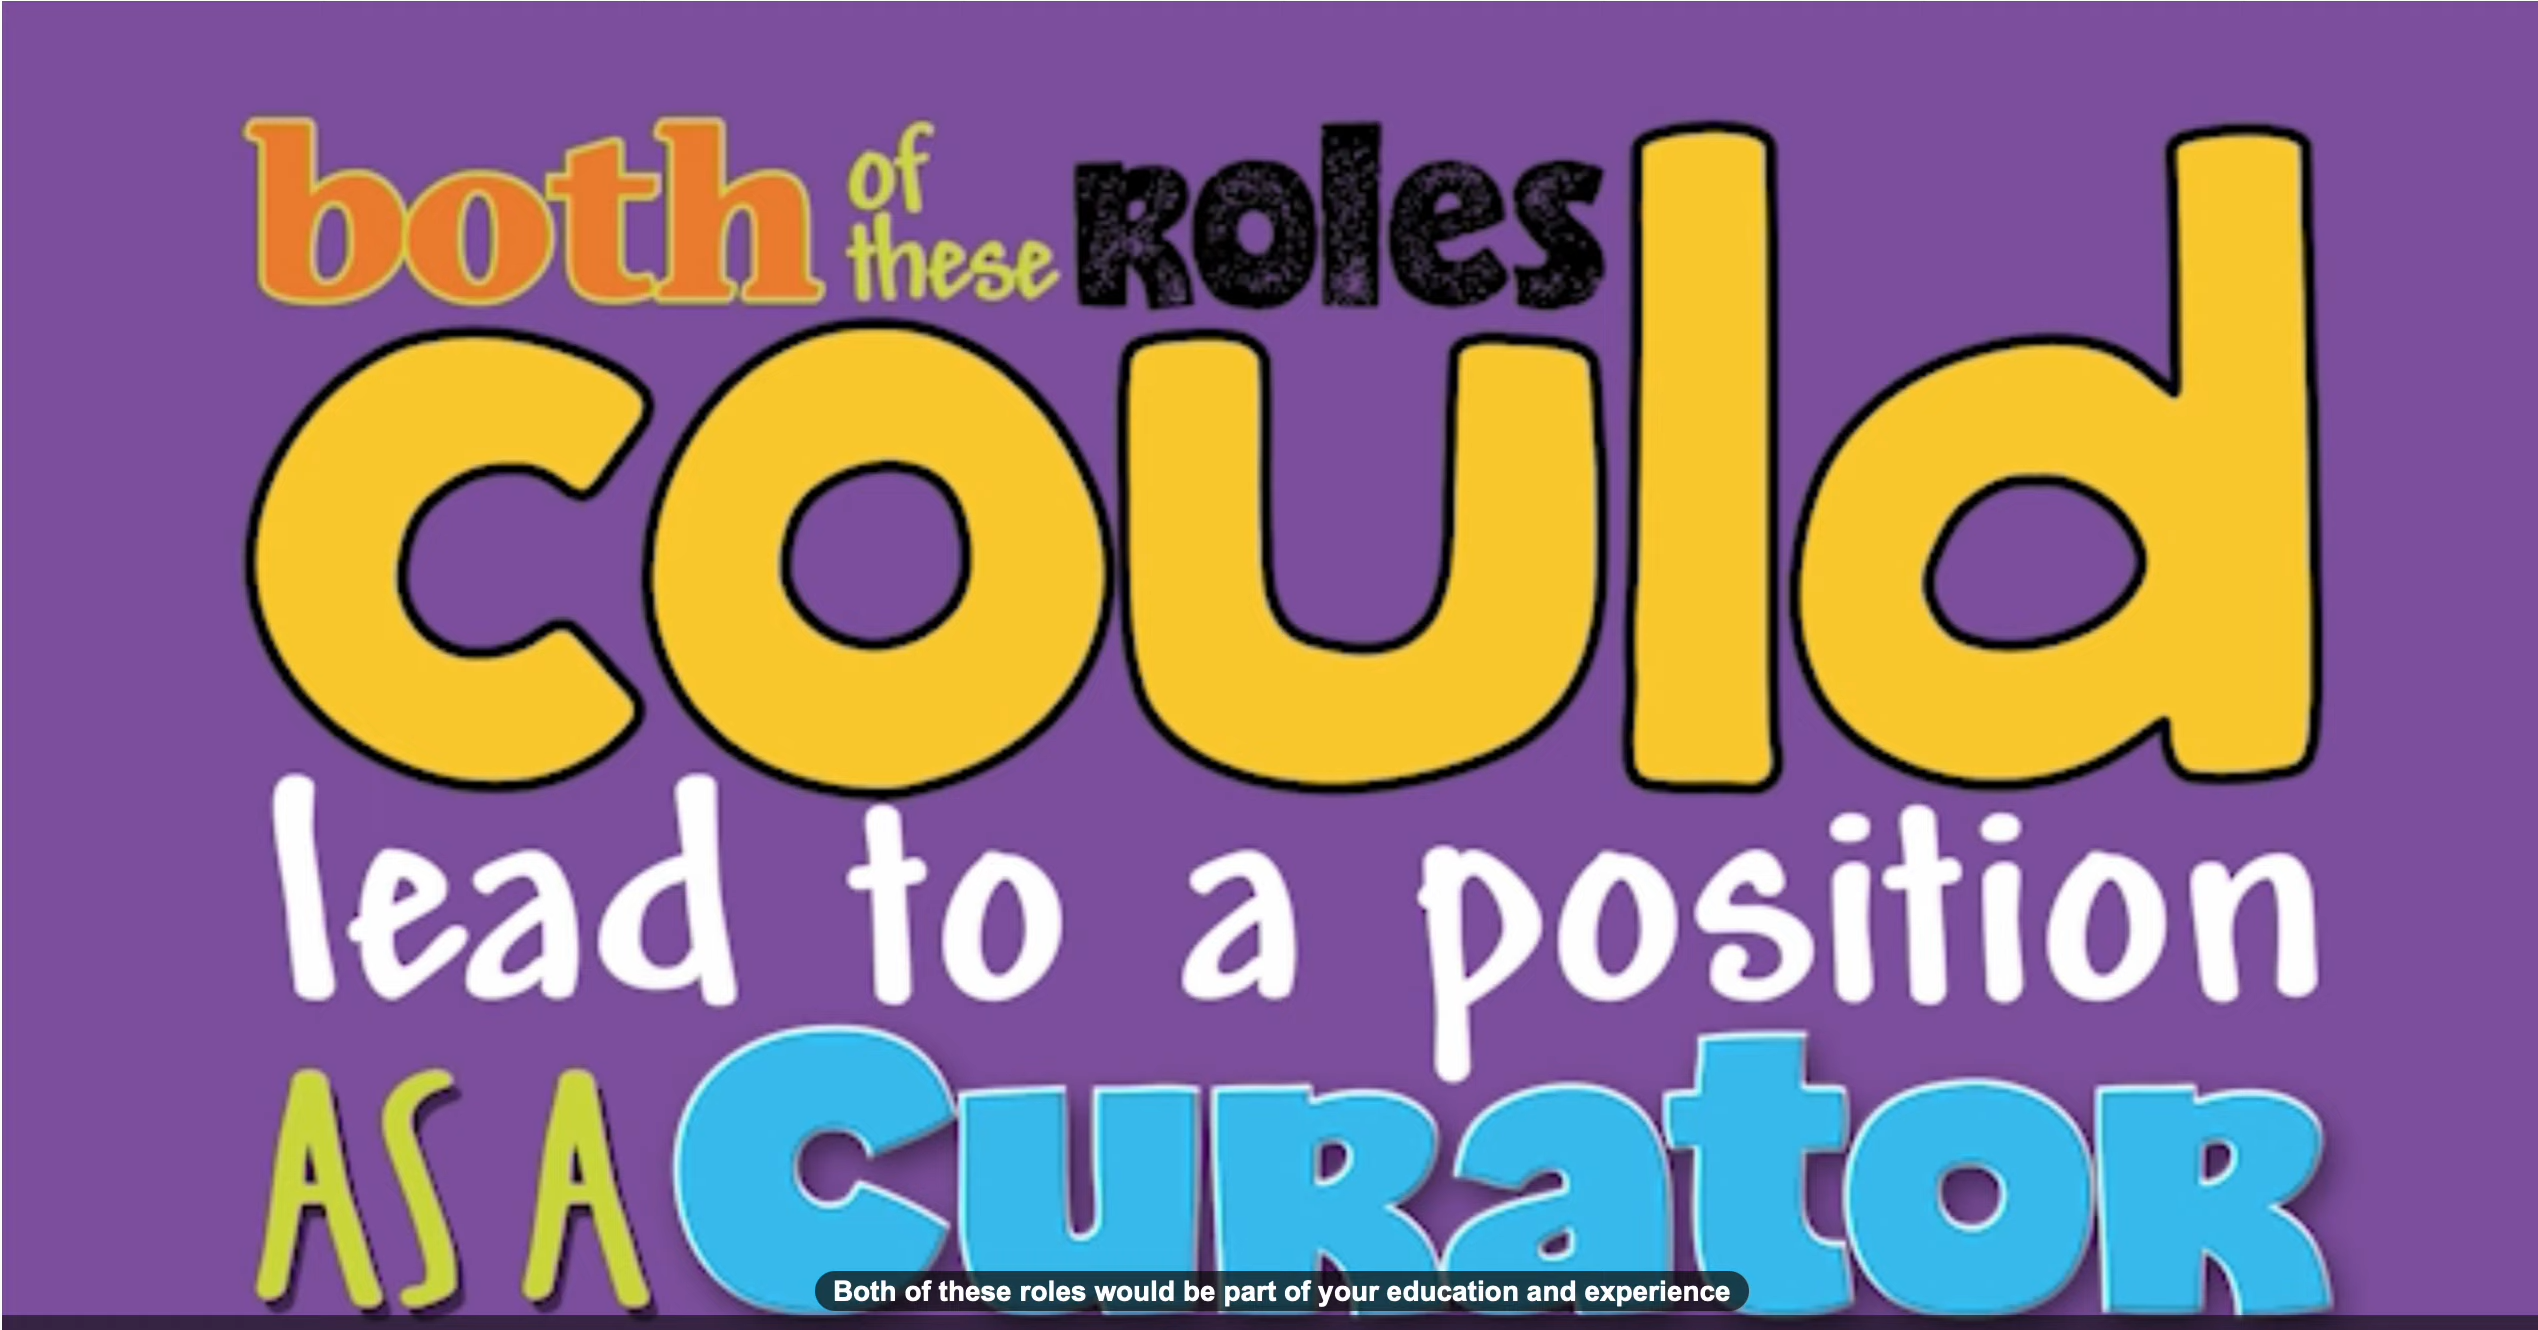 both of these Roles
could
lead to a position
AS A CuRatoR
Both of these roles would be part of your education and experience